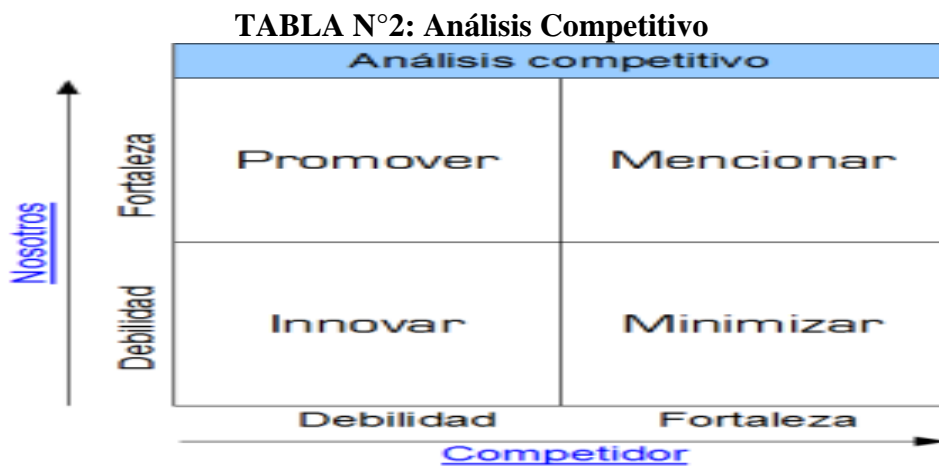 TABLA N°2: Análisis Competitivo
Análisis competitivo
Nosotros
Fortaleza
Promover
Mencionar
Debilidad
Innovar
Minimizar
Debilidad
Fortaleza
Competidor